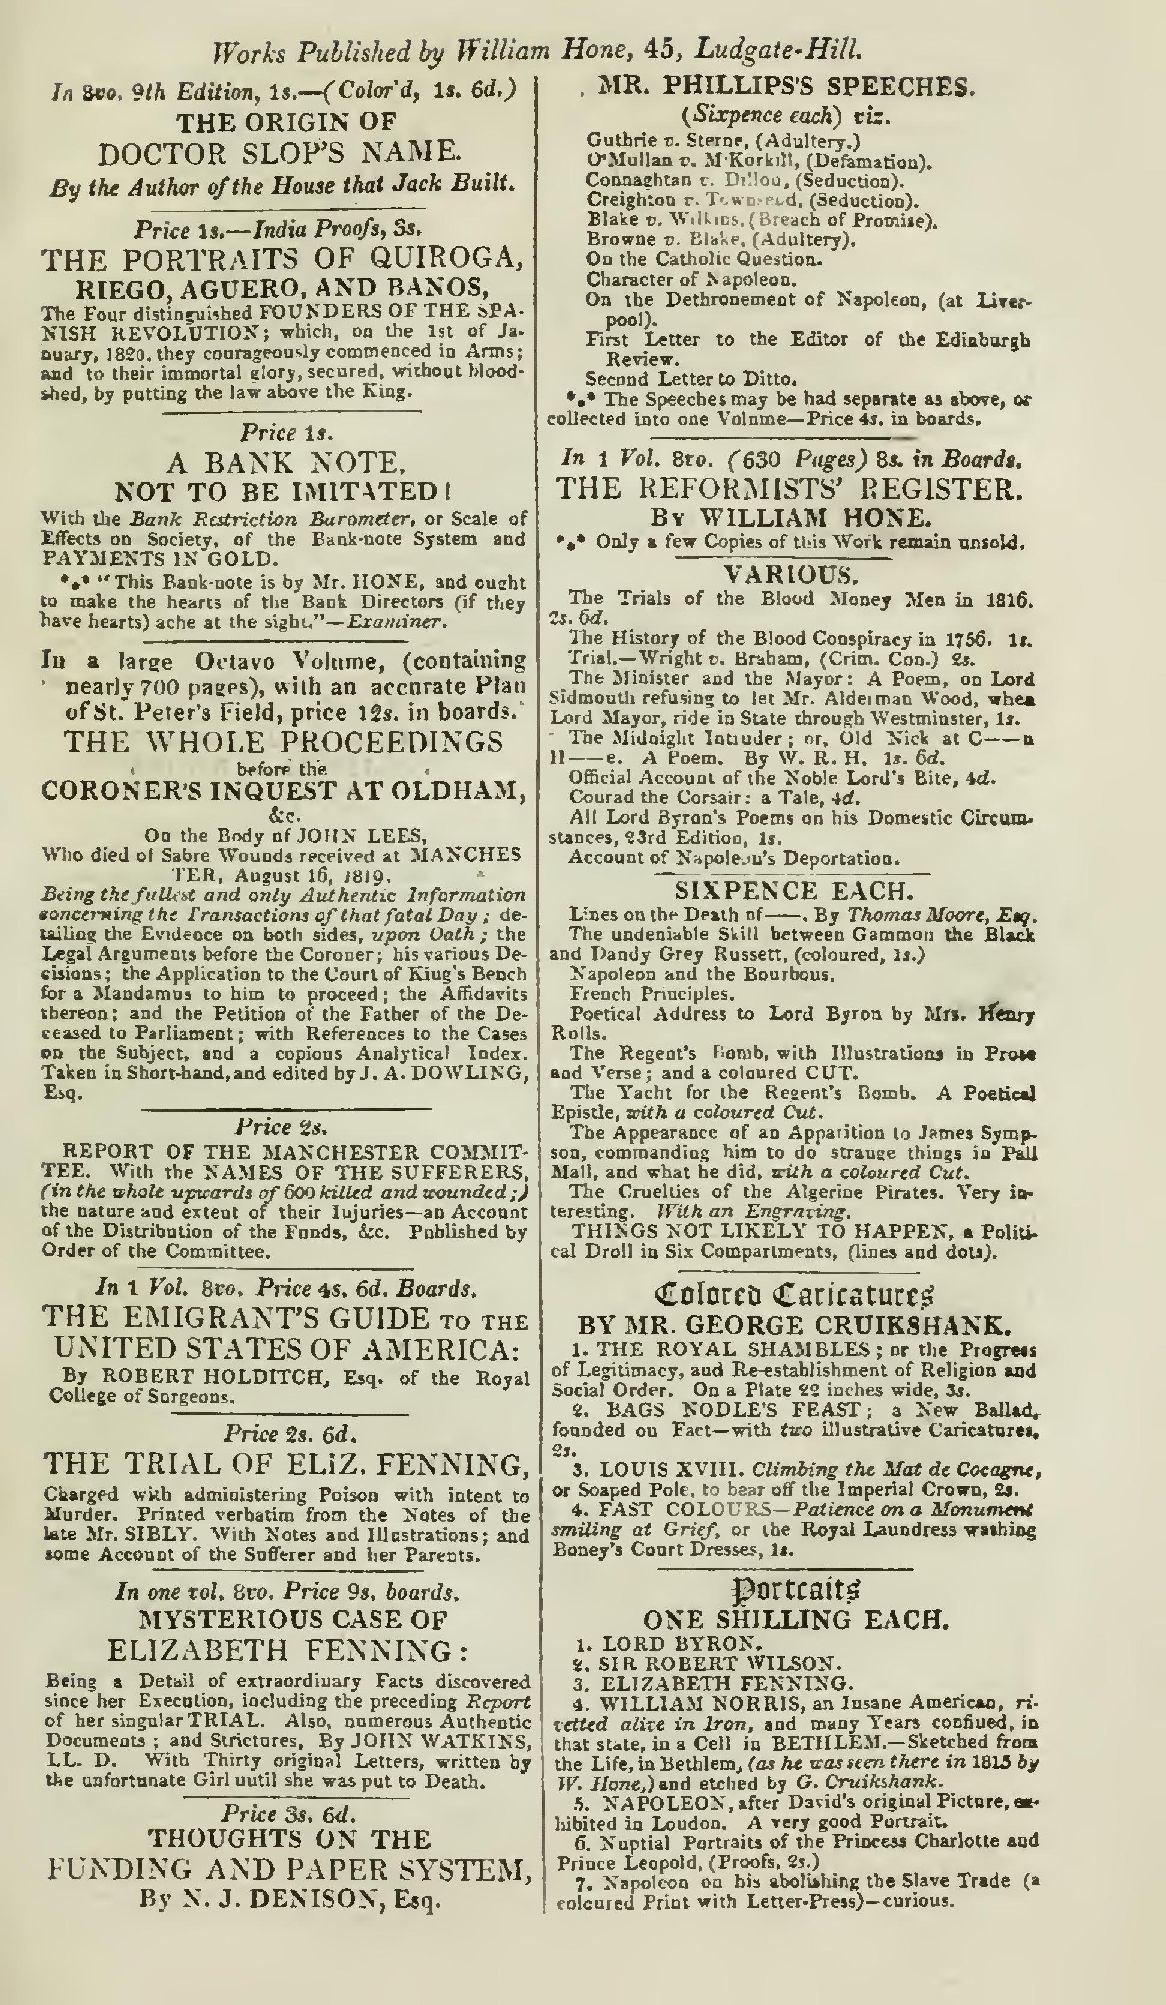 Works Published by William Hone, 45, Ludgate-Hill.
In 8vo. 9th Edition, 1s.—(Color'd, 1s. 6d.)
THE ORIGIN OF
DOCTOR SLOP'S NAME.
By the Author of the House that Jack Built.
Price 1s.—India Proofs, 3s.
THE PORTRAITS OF QUIROGA,
RIEGO, AGUERO, AND BANOS,
The Four distinguished FOUNDERS OF THE SPA-
NISH REVOLUTION; which, on the 1st of Ja-
nuary, 1820, they courageously commenced in Arms;
and to their immortal glory, secured, without blood-
shed, by putting the law above the King.
Price 1s.
A BANK NOTE,
NOT TO BE IMITATED!
With the Bank Restriction Barometer, or Scale of
Effects on Society, of the Bank-note System and
PAYMENTS IN GOLD.
*** "This Bank-note is by Mr. HONE, and ought
to make the hearts of the Bank Directors (if they
have hearts) ache at the sight."—Examiner.
In a large Octavo Volume, (containing
nearly 700 pages), with an accurate Plan
of St. Peter's Field, price 12s. in boards.
THE WHOLE PROCEEDINGS
before the
CORONER'S INQUEST AT OLDHAM,
&c.
On the Body of JOHN LEES,
Who died of Sabre Wounds received at MANCHES
TER, August 16, 1819.
Being the fullest and only Authentic Information
concerning the Transactions of that fatal Day; de-
tailing the Evidence on both sides, upon Oath; the
Legal Arguments before the Coroner; his various De-
cisions; the Application to the Court of King's Bench
for a Mandamus to him to proceed; the Affidavits
thereon; and the Petition of the Father of the De-
ceased to Parliament; with References to the Cases
on the Subject, and a copious Analytical Index.
Taken in Short-hand, and edited by J. A. DOWLING,
Esq.
Price 2s.
REPORT OF THE MANCHESTER COMMIT-
TEE. With the NAMES OF THE SUFFERERS,
(in the whole upwards of 600 killed and wounded;)
the nature and extent of their Injuries—an Account
of the Distribution of the Funds, &c. Published by
Order of the Committee.
In 1 Vol. 8vo. Price 4s. 6d. Boards.
THE EMIGRANT'S GUIDE TO THE
UNITED STATES OF AMERICA:
By ROBERT HOLDITCH, Esq. of the Royal
College of Surgeons.
Price 2s. 6d.
THE TRIAL OF ELIZ. FENNING,
Charged with administering Poison with intent to
Murder. Printed verbatim from the Notes of the
late Mr. SIBLY. With Notes and Illustrations; and
some Account of the Sufferer and her Parents.
In one vol. 8vo. Price 9s. boards.
MYSTERIOUS CASE OF
ELIZABETH FENNING:
Being a Detail of extraordinary Facts discovered
since her Execution, including the preceding Report
of her singular TRIAL. Also, numerous Authentic
Documents; and Strictures, By JOHN WATKINS,
LL. D. With Thirty original Letters, written by
the unfortunate Girl until she was put to Death.
Price 3s. 6d.
THOUGHTS ON THE
FUNDING AND PAPER SYSTEM,
By N. J. DENISON, Esq.
MR. PHILLIPS'S SPEECHES.
(Sixpence each) viz.
Guthrie v. Sterne, (Adultery.)
O'Mullan v. M'Korkill, (Defamation).
Connaghtan v. Dillou, (Seduction).
Creighton v. Townsend, (Seduction).
Blake v. Wilkins, (Breach of Promise).
Browne v. Blake, (Adultery).
On the Catholic Question.
Character of Napoleon.
On the Dethronement of Napoleon, (at Liver-
pool).
First Letter to the Editor of the Edinburgh
Review.
Second Letter to Ditto.
*** The Speeches may be had separate as above, or
collected into one Volume—Price 4s. in boards.
In 1 Vol. 8vo. (630 Pages) 8s. in Boards.
THE REFORMISTS' REGISTER.
By WILLIAM HONE.
*** Only a few Copies of this Work remain unsold.
VARIOUS.
The Trials of the Blood Money Men in 1816.
2s. 6d.
The History of the Blood Conspiracy in 1756. 1s.
Trial.—Wright v. Braham, (Crim. Con.) 2s.
The Minister and the Mayor: A Poem, on Lord
Sidmouth refusing to let Mr. Alderman Wood, when
Lord Mayor, ride in State through Westminster, 1s.
The Midnight Intruder; or, Old Nick at C——n
H——e. A Poem. By W. R. H. 1s. 6d.
Official Account of the Noble Lord's Bite, 4d.
Conrad the Corsair: a Tale, 4d.
All Lord Byron's Poems on his Domestic Circum-
stances, 23rd Edition, 1s.
Account of Napoleon's Deportation.
SIXPENCE EACH.
Lines on the Death of——. By Thomas Moore, Esq.
The undeniable Skill between Gammon the Black
and Dandy Grey Russett, (coloured, 1s.)
Napoleon and the Bourbons.
French Principles.
Poetical Address to Lord Byron by Mrs. Henry
Rolls.
The Regent's Bomb, with Illustrations in Prose
and Verse; and a coloured CUT.
The Yacht for the Regent's Bomb. A Poetical
Epistle, with a coloured Cut.
The Appearance of an Apparition to James Symp-
son, commanding him to do strange things in Pall
Mall, and what he did, with a coloured Cut.
The Cruelties of the Algerine Pirates. Very in-
teresting. With an Engraving.
THINGS NOT LIKELY TO HAPPEN, a Politi-
cal Droll in Six Compartments, (lines and dots).
Colored Caricatures
BY MR. GEORGE CRUIKSHANK.
1. THE ROYAL SHAMBLES; or the Progress
of Legitimacy, and Re-establishment of Religion and
Social Order. On a Plate 22 inches wide, 3s.
2. BAGS NODLE'S FEAST; a New Ballad,
founded on Fact—with two illustrative Caricatures,
2s.
3. LOUIS XVIII. Climbing the Mat de Cocagne,
or Soaped Pole, to bear off the Imperial Crown, 2s.
4. FAST COLOURS—Patience on a Monument
smiling at Grief, or the Royal Laundress washing
Boney's Court Dresses, 1s.
Portraits
ONE SHILLING EACH.
1. LORD BYRON.
2. SIR ROBERT WILSON.
3. ELIZABETH FENNING.
4. WILLIAM NORRIS, an Insane American, ri-
vetted alive in Iron, and many Years confined, in
that state, in a Cell in BETHLEM.—Sketched from
the Life, in Bethlem, (as he was seen there in 1815 by
W. Hone,) and etched by G. Cruikshank.
5. NAPOLEON, after David's original Picture, ex-
hibited in London. A very good Portrait.
6. Nuptial Portraits of the Princess Charlotte and
Prince Leopold, (Proofs, 2s.)
7. Napoleon on his abolishing the Slave Trade (a
coloured Print with Letter-Press)—curious.